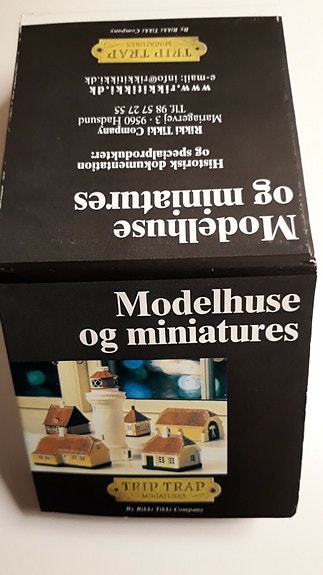 Modelhuse
og miniatures
Historisk dokumentation
og specialprodukter:
Rikki Tikki Company
Mariagervej 3 · 9560 Hadsund
Tlf. 98 57 27 55
www.rikkitikki.dk
e-mail: info@rikkitikki.dk
TRIP TRAP
MINIATURES
By Rikki Tikki Company
Modelhuse
og miniatures
TRIP TRAP
MINIATURES
By Rikki Tikki Company